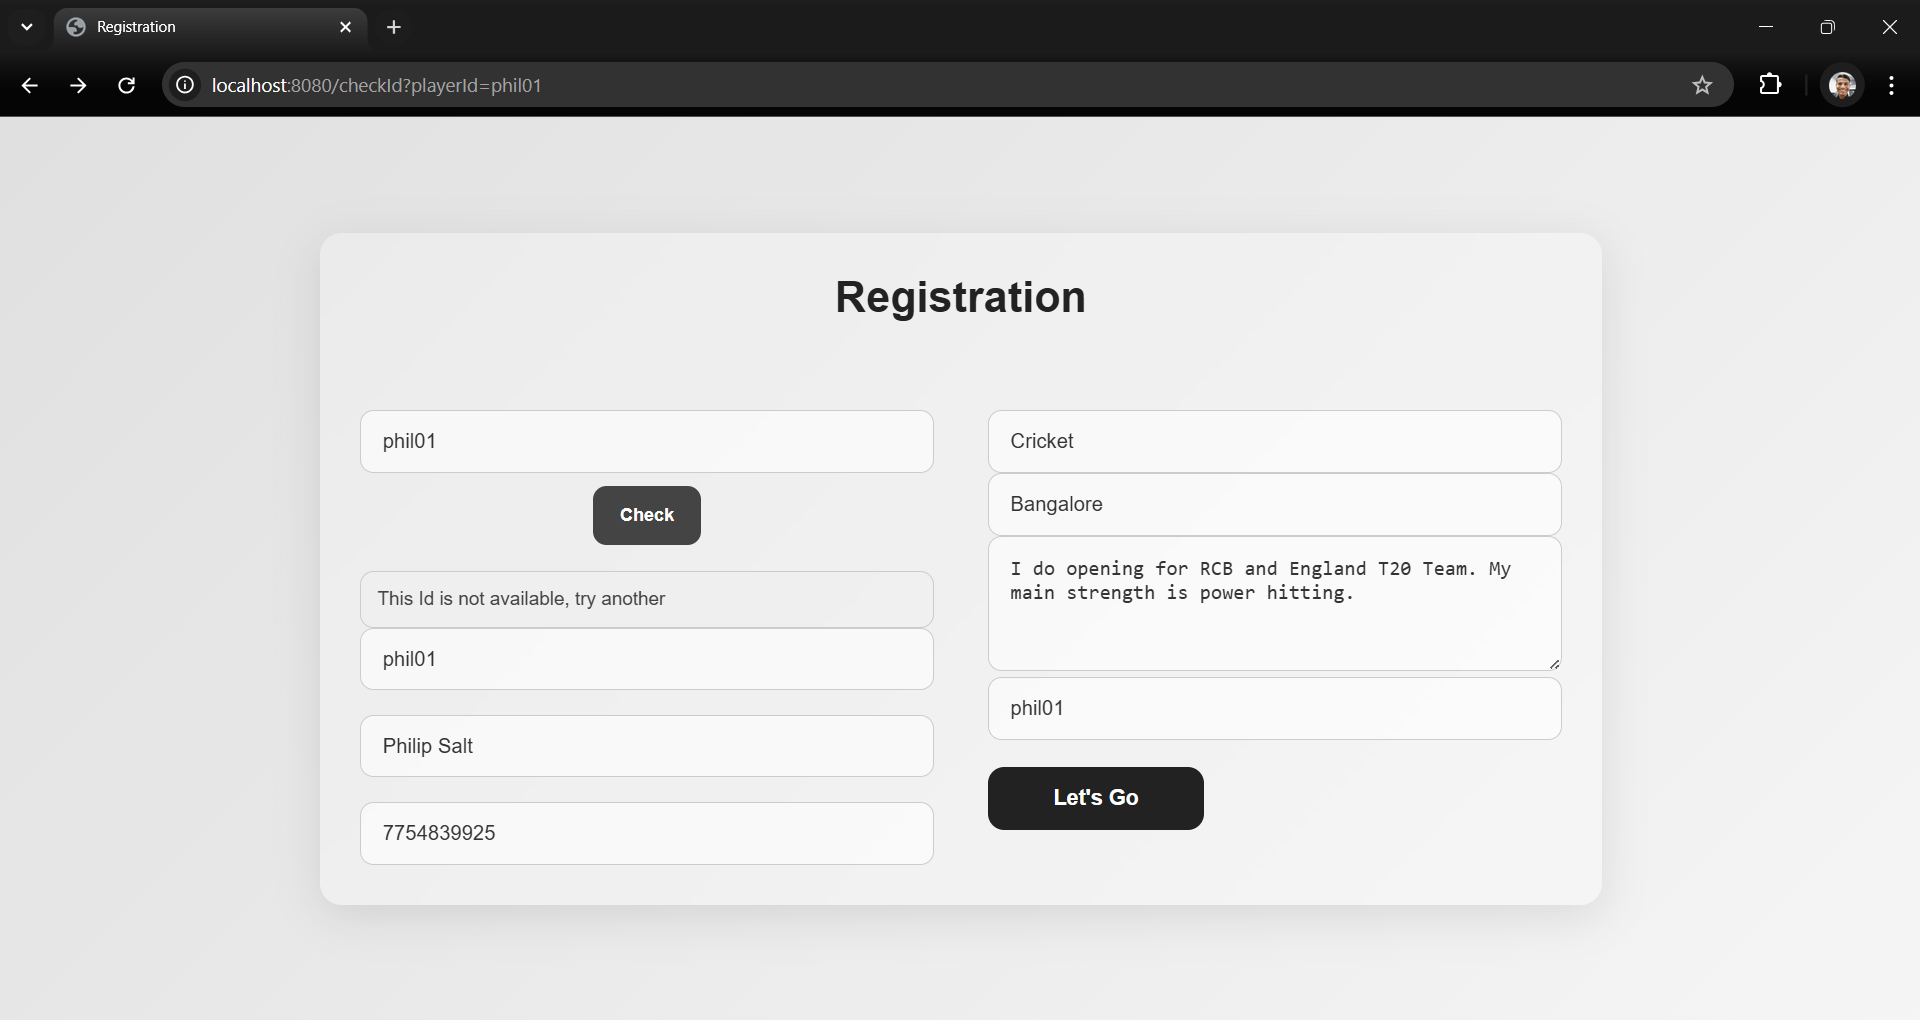 Registration
localhost:8080/checkId?playerId=phil01
Registration
phil01
Check
This Id is not available, try another
phil01
Philip Salt
7754839925
Cricket
Bangalore
I do opening for RCB and England T20 Team. My
main strength is power hitting.
phil01
Let's Go